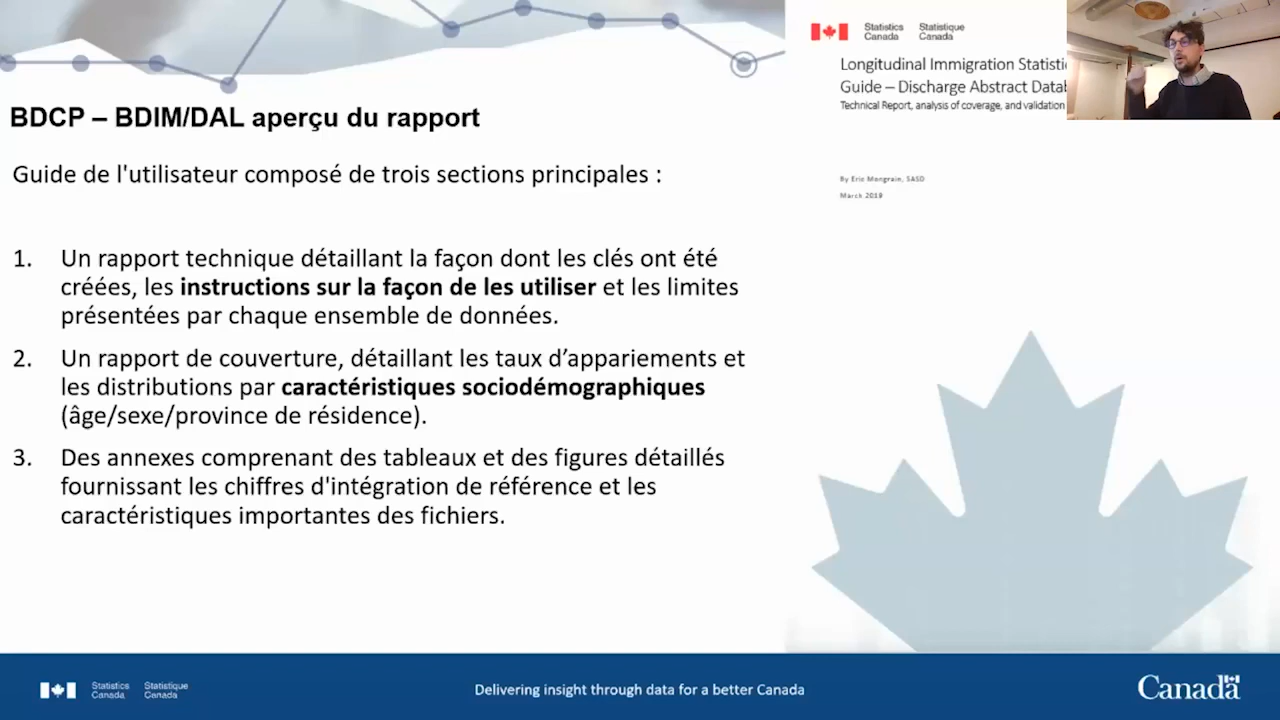 Statistics Canada
Statistique Canada
Longitudinal Immigration Statisti
Guide – Discharge Abstract Datab
Technical Report, analysis of coverage, and validation
By Eric Mongrain, SASD
March 2019
BDCP – BDIM/DAL aperçu du rapport
Guide de l'utilisateur composé de trois sections principales :
1. Un rapport technique détaillant la façon dont les clés ont été
créées, les instructions sur la façon de les utiliser et les limites
présentées par chaque ensemble de données.
2. Un rapport de couverture, détaillant les taux d’appariements et
les distributions par caractéristiques sociodémographiques
(âge/sexe/province de résidence).
3. Des annexes comprenant des tableaux et des figures détaillés
fournissant les chiffres d'intégration de référence et les
caractéristiques importantes des fichiers.
Statistics Canada
Statistique Canada
Delivering insight through data for a better Canada
Canada